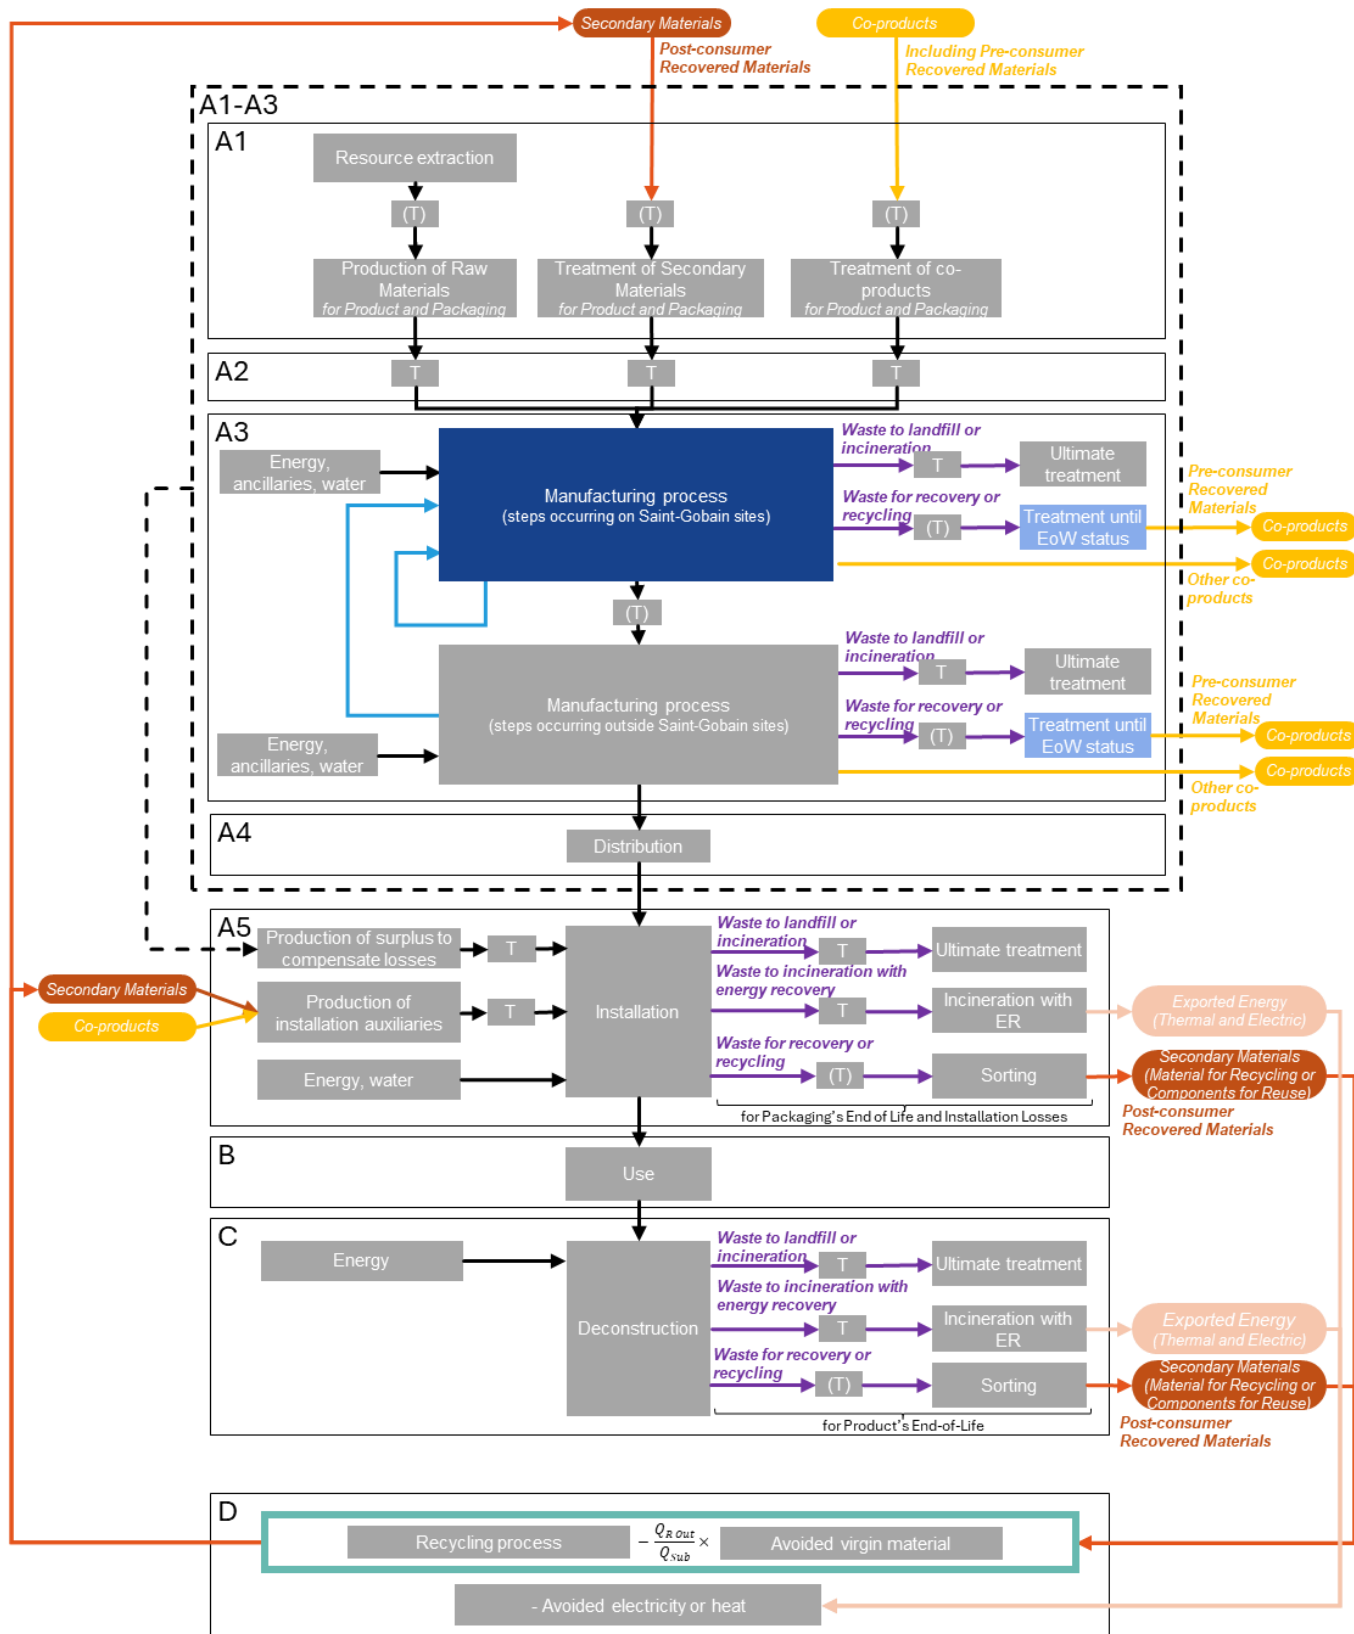 Secondary Materials
Co-products
Post-consumer
Recovered Materials
Including Pre-consumer
Recovered Materials
A1-A3
A1
Resource extraction
(T)
(T)
(T)
Production of Raw
Materials
for Product and Packaging
Treatment of Secondary
Materials
for Product and Packaging
Treatment of co-
products
for Product and Packaging
A2
T
T
T
A3
Energy,
ancillaries, water
Manufacturing process
(steps occurring on Saint-Gobain sites)
Waste to landfill or
incineration
T
Ultimate
treatment
Waste for recovery or
recycling
(T)
Treatment until
EoW status
Pre-consumer
Recovered
Materials
Co-products
Co-products
Other co-
products
(T)
Manufacturing process
(steps occurring outside Saint-Gobain sites)
Energy,
ancillaries, water
Waste to landfill or
incineration
T
Ultimate
treatment
Waste for recovery or
recycling
(T)
Treatment until
EoW status
Pre-consumer
Recovered
Materials
Co-products
Co-products
Other co-
products
A4
Distribution
A5
Production of surplus to
compensate losses
T
Secondary Materials
Co-products
Production of
installation auxiliaries
T
Energy, water
Installation
Waste to landfill or
incineration
T
Ultimate treatment
Waste to incineration with
energy recovery
T
Incineration with
ER
Exported Energy
(Thermal and Electric)
Waste for recovery or
recycling
(T)
Sorting
Secondary Materials
(Material for Recycling or
Components for Reuse)
Post-consumer
Recovered Materials
for Packaging's End of Life and Installation Losses
B
Use
C
Energy
Deconstruction
Waste to landfill or
incineration
T
Ultimate treatment
Waste to incineration with
energy recovery
T
Incineration with
ER
Exported Energy
(Thermal and Electric)
Waste for recovery or
recycling
(T)
Sorting
Secondary Materials
(Material for Recycling or
Components for Reuse)
Post-consumer
Recovered Materials
for Product's End-of-Life
D
Recycling process
− Q R Out / Q Sub ×
Avoided virgin material
- Avoided electricity or heat